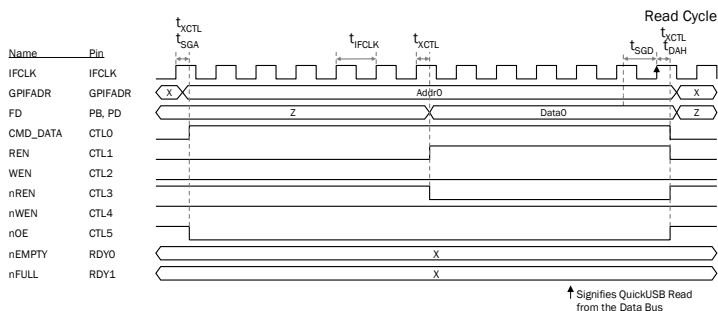 Read Cycle
tXCTL
tSGA
tIFCLK
tXCTL
tSGD
tXCTL
tDAH
Name Pin
IFCLK IFCLK
GPIFADR GPIFADR X Addr0 X
FD PB, PD Z Data0 Z
CMD_DATA CTL0
REN CTL1
WEN CTL2
nREN CTL3
nWEN CTL4
nOE CTL5
nEMPTY RDY0 X
nFULL RDY1 X
Signifies QuickUSB Read
from the Data Bus